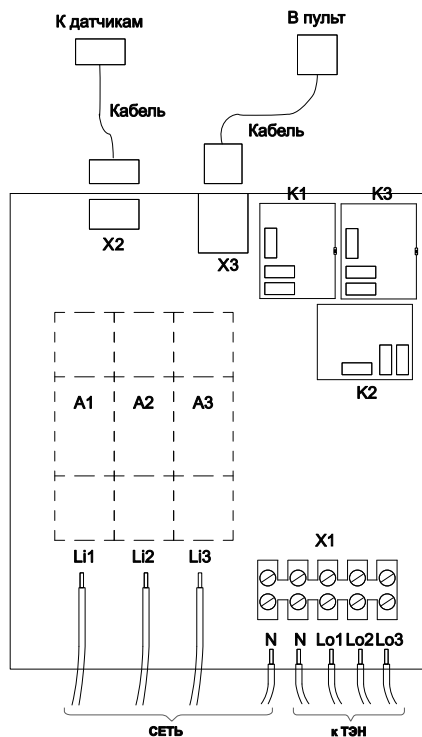 К датчикам
В пульт
Кабель
Кабель
K1 K3
X2
X3
A1 A2 A3
K2
X1
Li1 Li2 Li3
N N Lo1 Lo2 Lo3
СЕТЬ к ТЭН